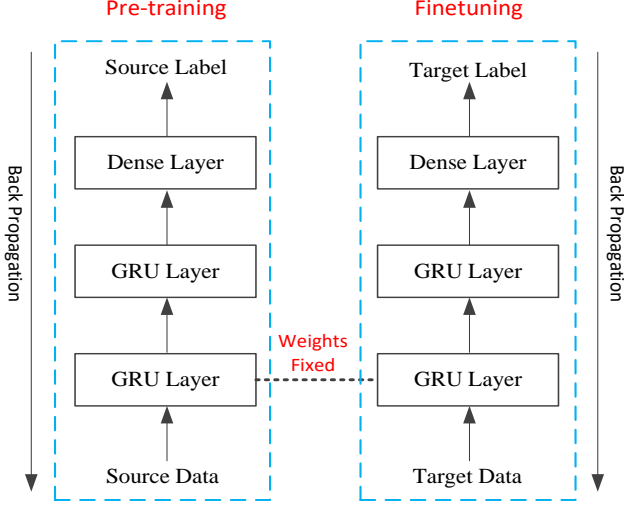 Pre-training
Source Label
Dense Layer
GRU Layer
GRU Layer
Source Data
Back Propagation
Weights
Fixed
Finetuning
Target Label
Dense Layer
GRU Layer
GRU Layer
Target Data
Back Propagation